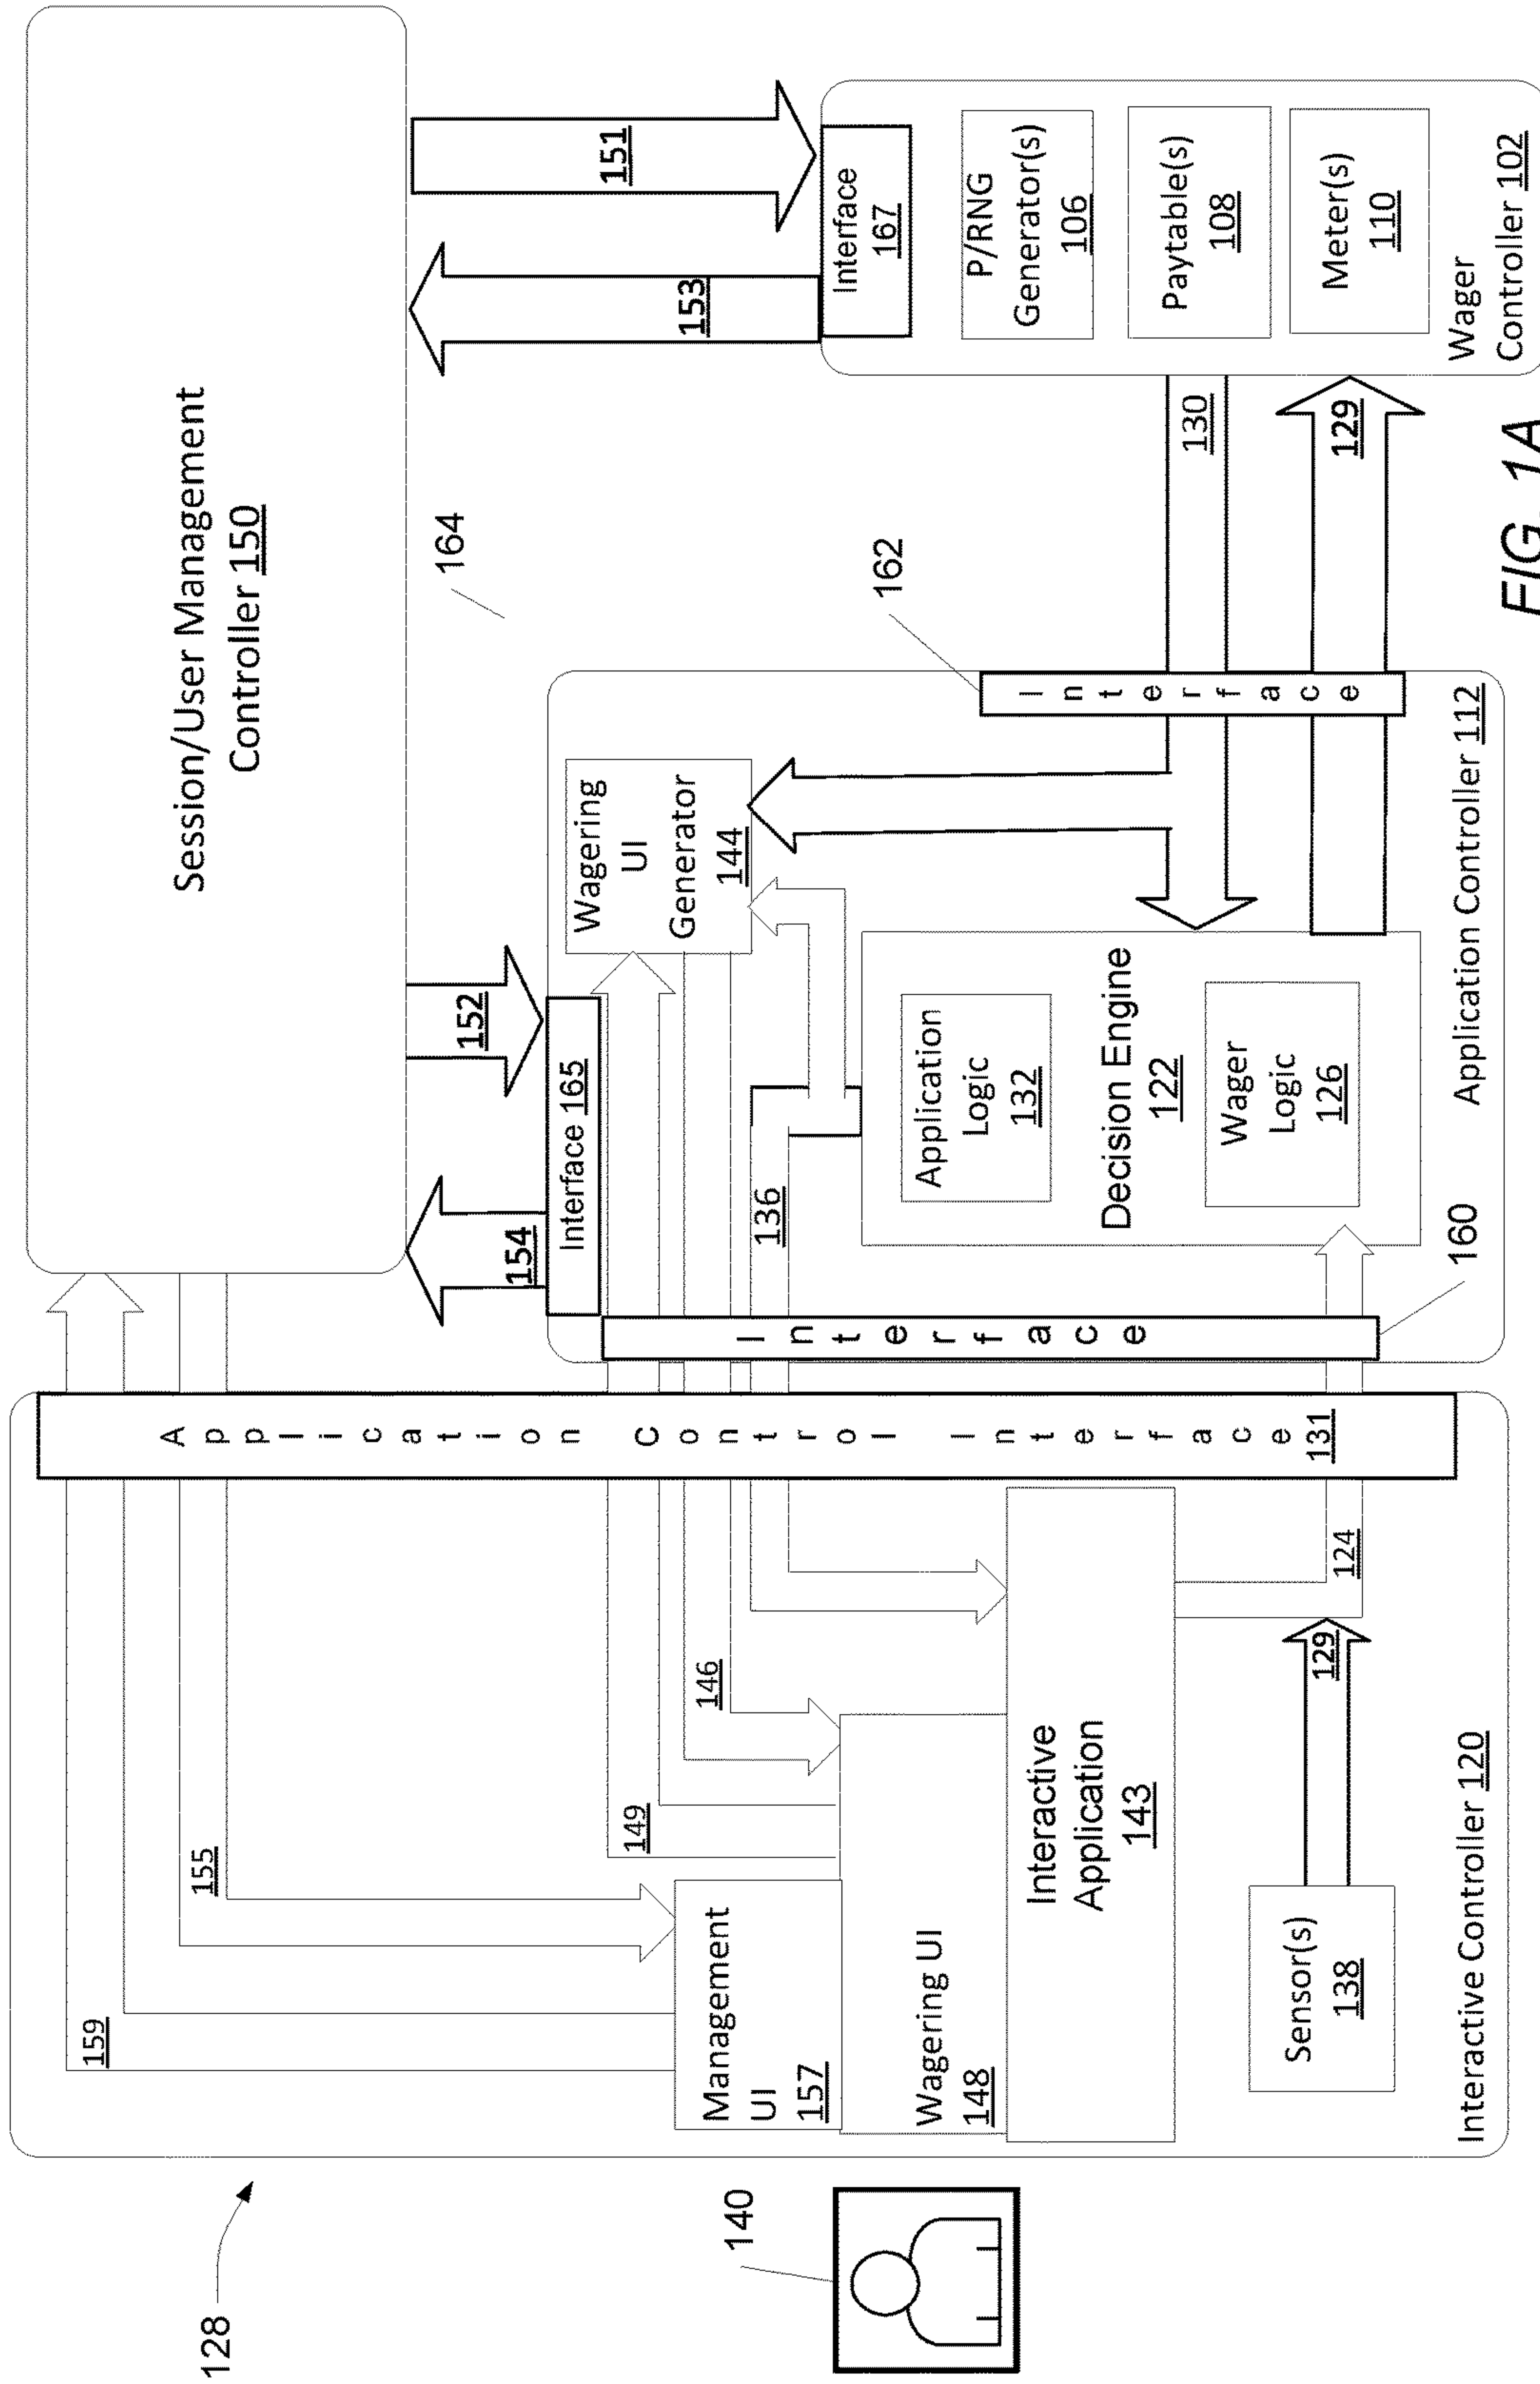 128
140
Interactive Controller 120
159
155
149
146
Management
UI
157
Wagering UI
148
Interactive
Application
143
Sensor(s)
138
129
124
Application Control Interface 131
Session/User Management
Controller 150
164
154
152
153
151
Interface 165
Interface
160
136
Wagering
UI
Generator
144
Application
Logic
132
Decision Engine
122
Wager
Logic
126
Application Controller 112
Interface
162
130
129
Interface
167
P/RNG
Generator(s)
106
Paytable(s)
108
Meter(s)
110
Wager
Controller 102
FIG. 1A